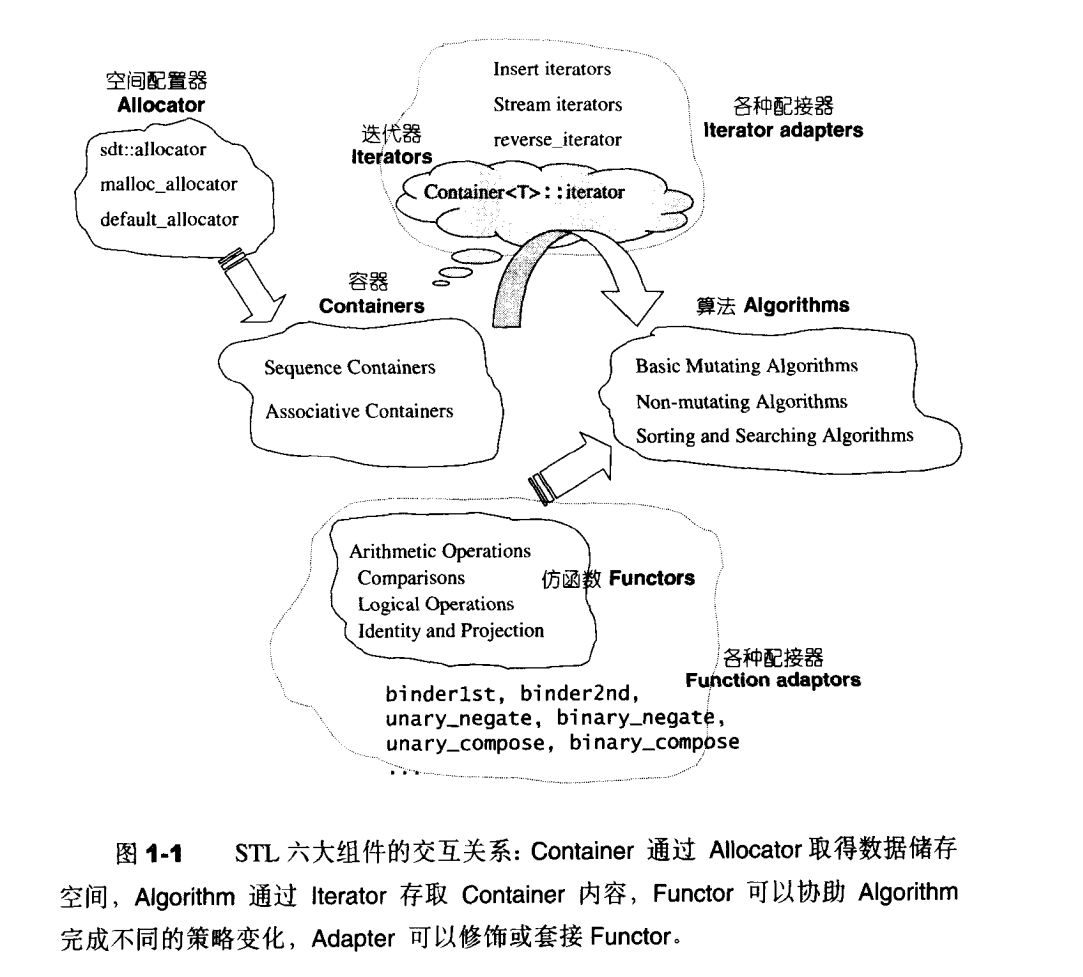 空间配置器
Allocator
sdt::allocator
malloc_allocator
default_allocator
Insert iterators
Stream iterators
reverse_iterator
各种配接器
Iterator adapters
迭代器
Iterators
Container<T>::iterator
容器
Containers
Sequence Containers
Associative Containers
算法 Algorithms
Basic Mutating Algorithms
Non-mutating Algorithms
Sorting and Searching Algorithms
Arithmetic Operations
Comparisons
Logical Operations
Identity and Projection
仿函数 Functors
各种配接器
Function adaptors
binder1st, binder2nd,
unary_negate, binary_negate,
unary_compose, binary_compose
...
图 1-1 STL 六大组件的交互关系: Container 通过 Allocator 取得数据储存
空间, Algorithm 通过 Iterator 存取 Container 内容, Functor 可以协助 Algorithm
完成不同的策略变化, Adapter 可以修饰或套接 Functor。